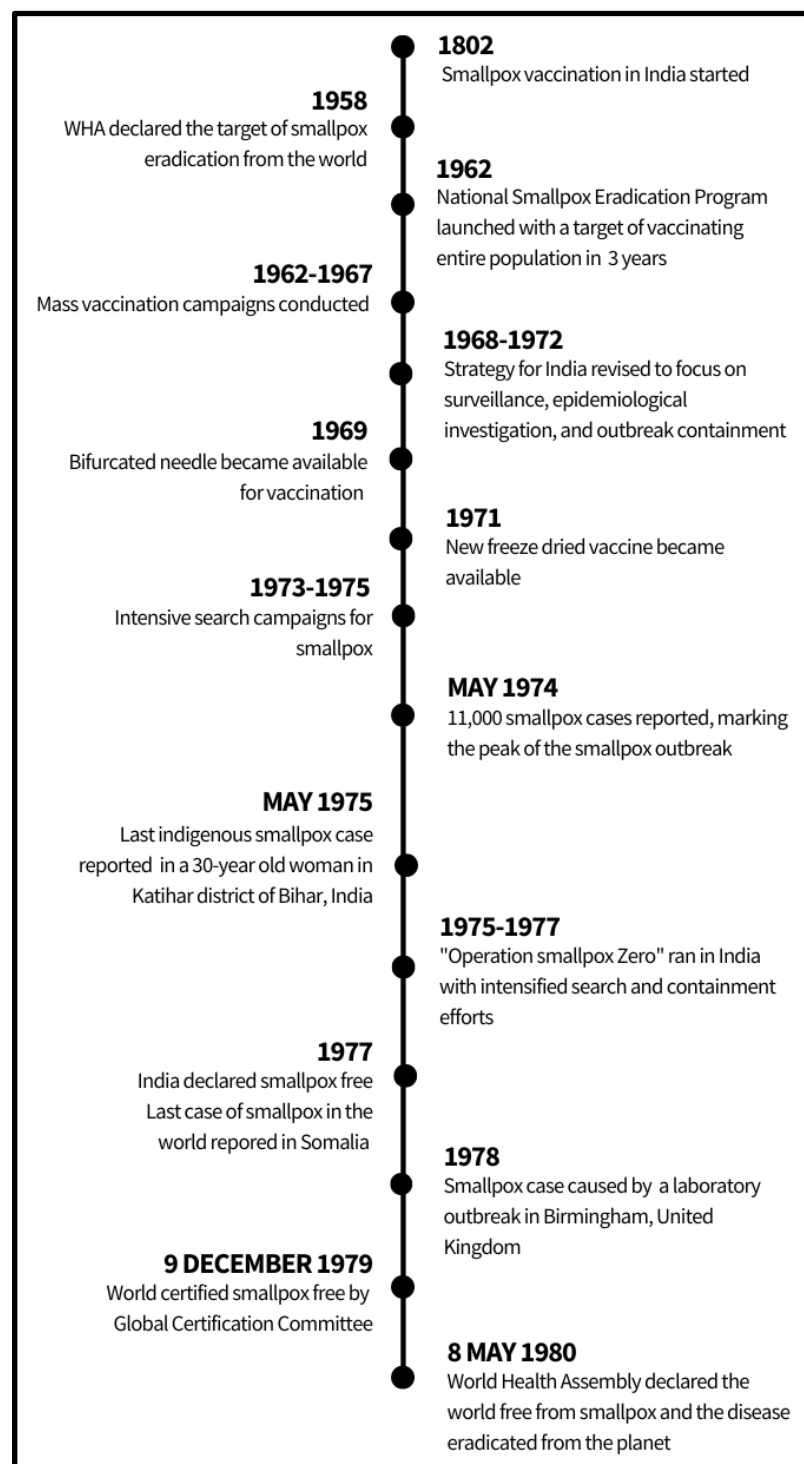 1802
Smallpox vaccination in India started
1958
WHA declared the target of smallpox
eradication from the world
1962
National Smallpox Eradication Program
launched with a target of vaccinating
entire population in 3 years
1962-1967
Mass vaccination campaigns conducted
1968-1972
Strategy for India revised to focus on
surveillance, epidemiological
investigation, and outbreak containment
1969
Bifurcated needle became available
for vaccination
1971
New freeze dried vaccine became
available
1973-1975
Intensive search campaigns for
smallpox
MAY 1974
11,000 smallpox cases reported, marking
the peak of the smallpox outbreak
MAY 1975
Last indigenous smallpox case
reported in a 30-year old woman in
Katihar district of Bihar, India
1975-1977
"Operation smallpox Zero" ran in India
with intensified search and containment
efforts
1977
India declared smallpox free
Last case of smallpox in the
world repored in Somalia
1978
Smallpox case caused by a laboratory
outbreak in Birmingham, United
Kingdom
9 DECEMBER 1979
World certified smallpox free by
Global Certification Committee
8 MAY 1980
World Health Assembly declared the
world free from smallpox and the disease
eradicated from the planet